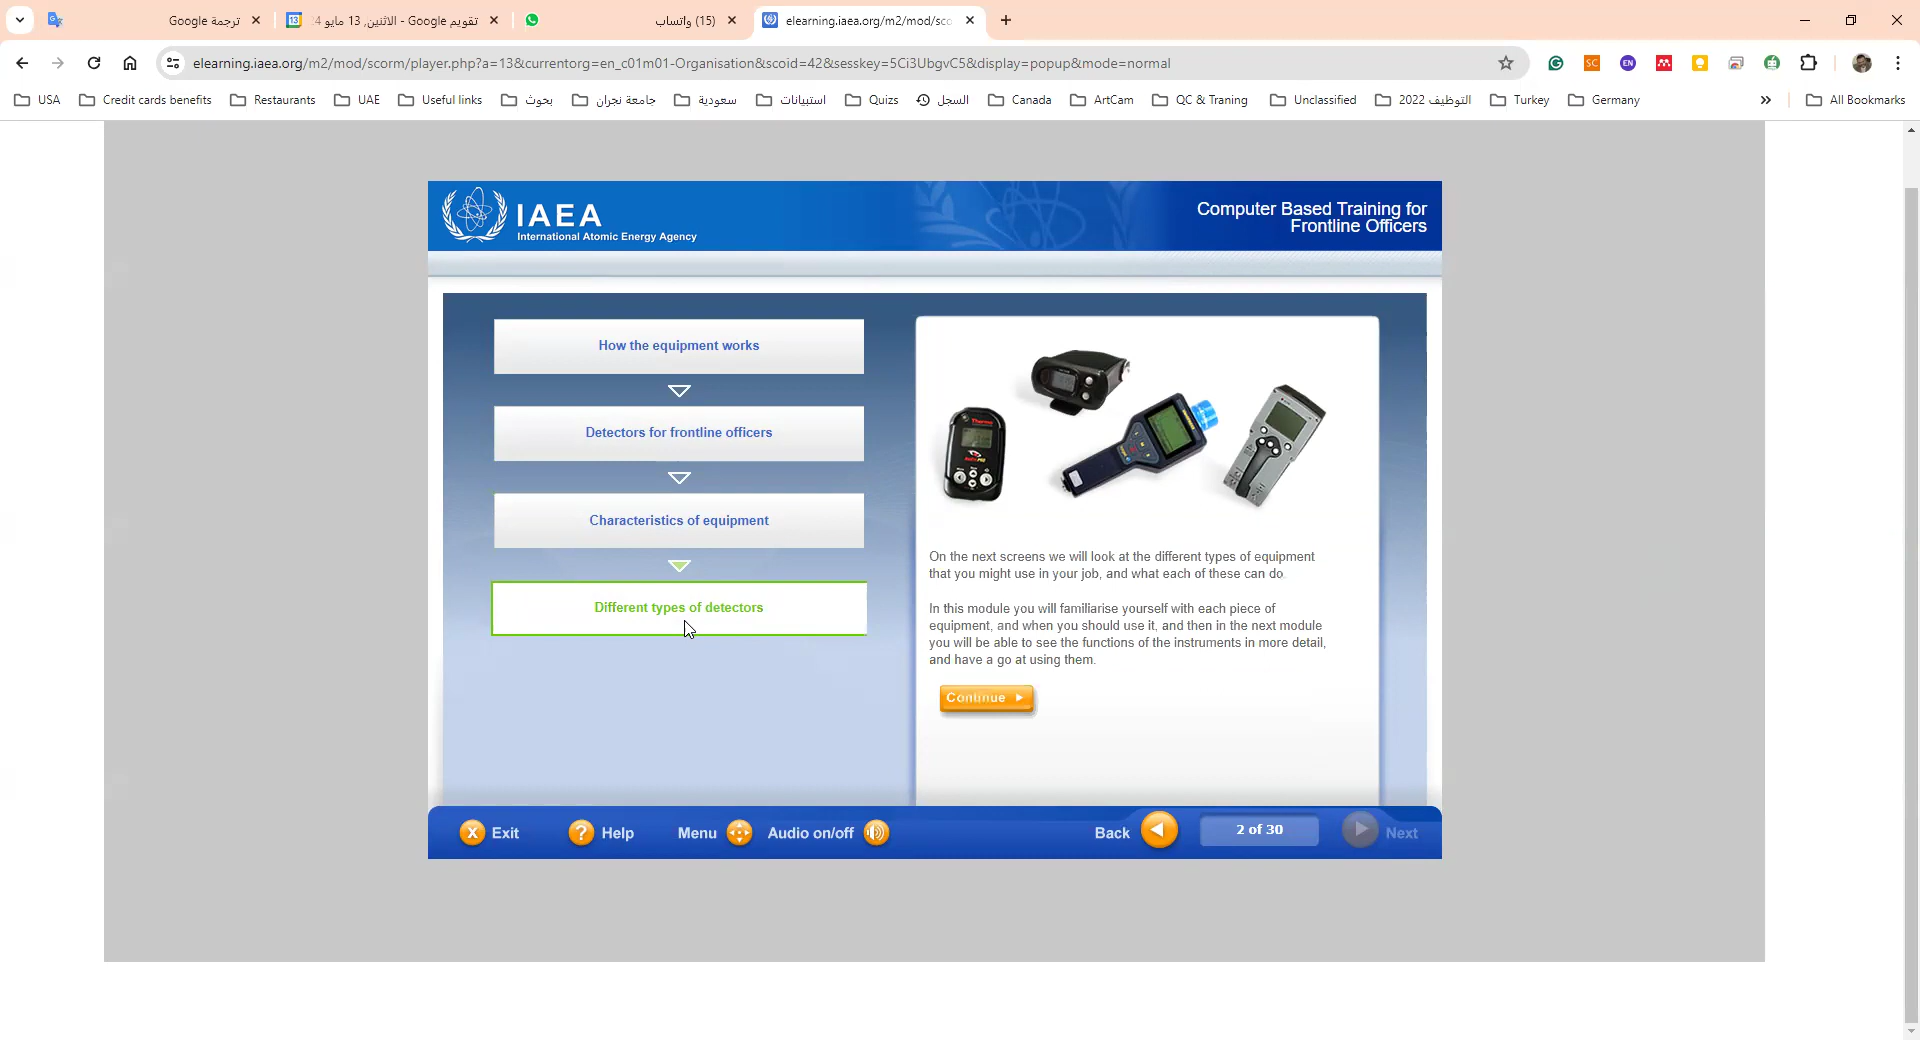 ترجمة Google
تقويم Google - الاثنين, 13 مايو
(15) واتساب
elearning.iaea.org/m2/mod/sco
elearning.iaea.org/m2/mod/scorm/player.php?a=13&currentorg=en_c01m01-Organisation&scoid=42&sesskey=5Ci3UbgvC5&display=popup&mode=normal
USA
Credit cards benefits
Restaurants
UAE
Useful links
بحوث
جامعة نجران
سعودية
استبيانات
Quizs
السجل
Canada
ArtCam
QC & Traning
Unclassified
التوظيف 2022
Turkey
Germany
All Bookmarks
IAEA
International Atomic Energy Agency
Computer Based Training for
Frontline Officers
How the equipment works
Detectors for frontline officers
Characteristics of equipment
Different types of detectors
On the next screens we will look at the different types of equipment
that you might use in your job, and what each of these can do.
In this module you will familiarise yourself with each piece of
equipment, and when you should use it, and then in the next module
you will be able to see the functions of the instruments in more detail,
and have a go at using them.
Continue
Exit
Help
Menu
Audio on/off
Back
2 of 30
Next